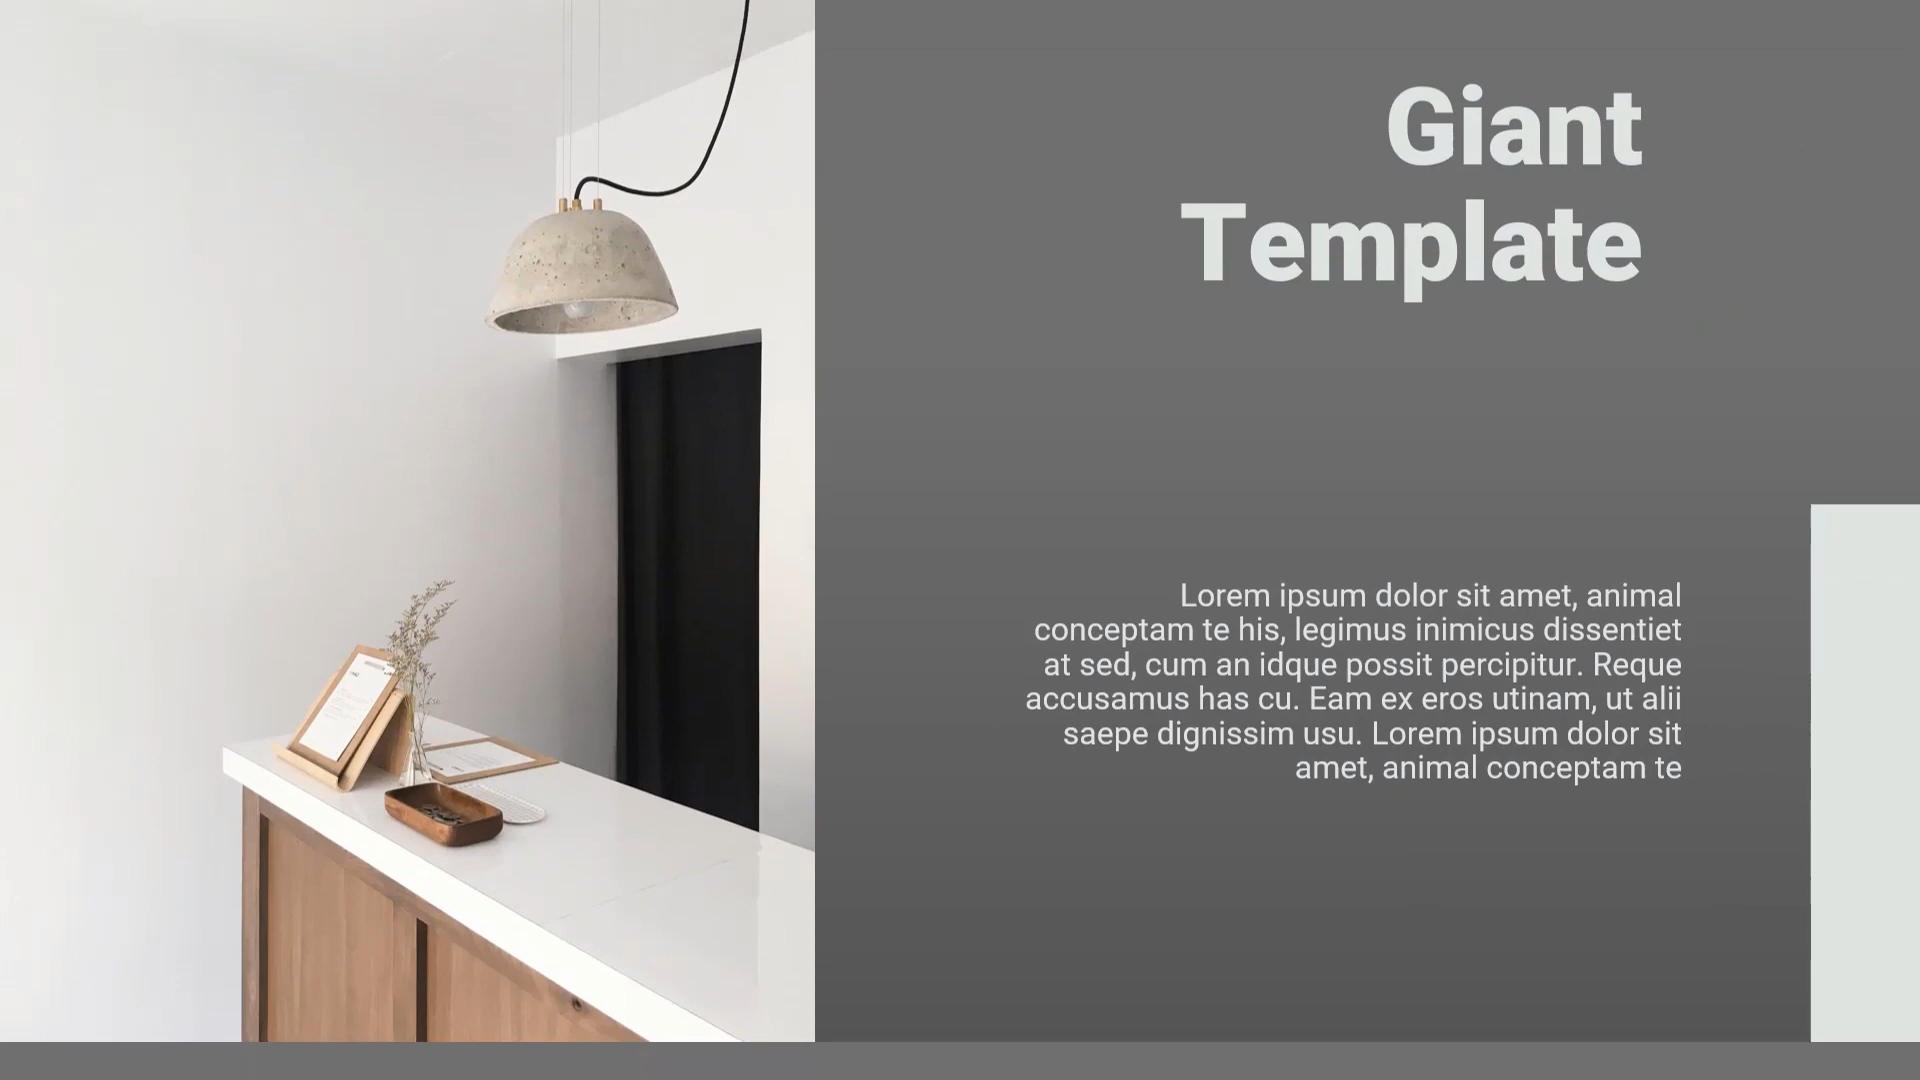 Giant
Template
Lorem ipsum dolor sit amet, animal
conceptam te his, legimus inimicus dissentiet
at sed, cum an idque possit percipitur. Reque
accusamus has cu. Eam ex eros utinam, ut alii
saepe dignissim usu. Lorem ipsum dolor sit
amet, animal conceptam te